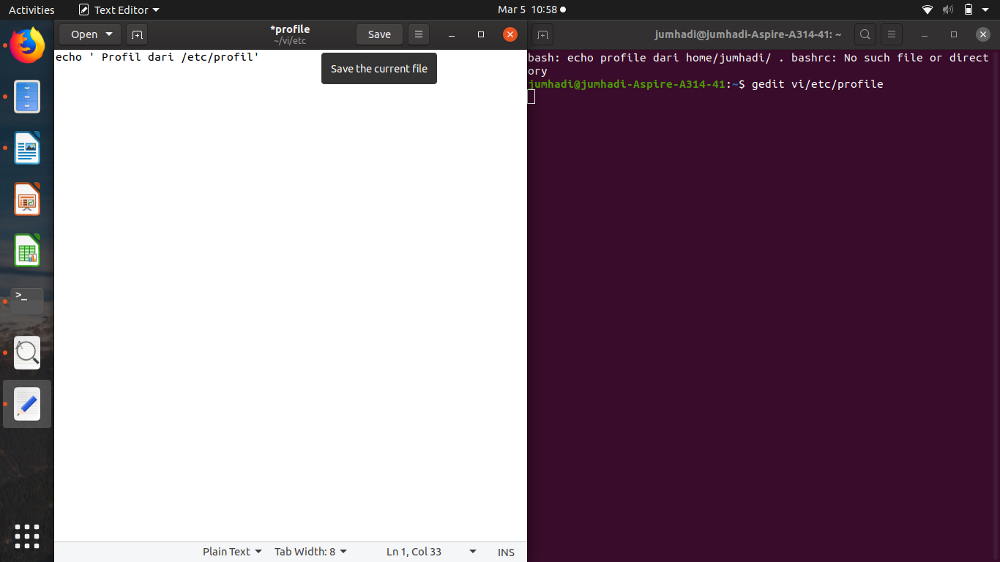 Activities
Text Editor
Mar 5 10:58
Open
*profile
~/vi/etc
Save
jumhadi@jumhadi-Aspire-A314-41: ~
echo ' Profil dari /etc/profil'
Save the current file
bash: echo profile dari home/jumhadi/ . bashrc: No such file or direct
ory
jumhadi@jumhadi-Aspire-A314-41:~$ gedit vi/etc/profile
>_
A
Plain Text
Tab Width: 8
Ln 1, Col 33
INS